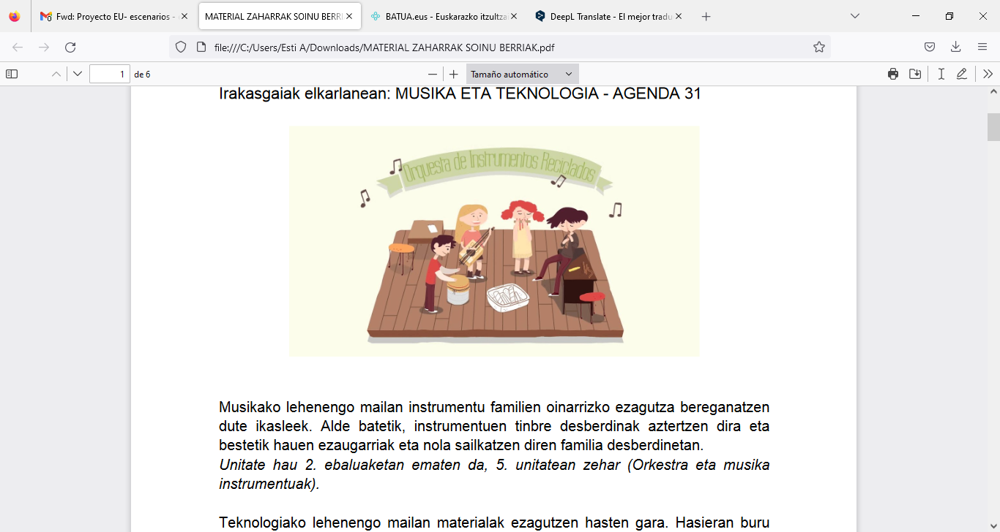 Fwd: Proyecto EU- escenarios -
MATERIAL ZAHARRAK SOINU BERRI
BATUA.eus - Euskarazko itzultza
DeepL Translate - El mejor tradu
file:///C:/Users/Esti A/Downloads/MATERIAL ZAHARRAK SOINU BERRIAK.pdf
1 de 6
Tamaño automático
Irakasgaiak elkarlanean: MUSIKA ETA TEKNOLOGIA - AGENDA 31
Orquesta de Instrumentos Reciclados
Musikako lehenengo mailan instrumentu familien oinarrizko ezagutza bereganatzen
dute ikasleek. Alde batetik, instrumentuen tinbre desberdinak aztertzen dira eta
bestetik hauen ezaugarriak eta nola sailkatzen diren familia desberdinetan.
Unitate hau 2. ebaluaketan ematen da, 5. unitatean zehar (Orkestra eta musika
instrumentuak).
Teknologiako lehenengo mailan materialak ezagutzen hasten gara. Hasieran buru